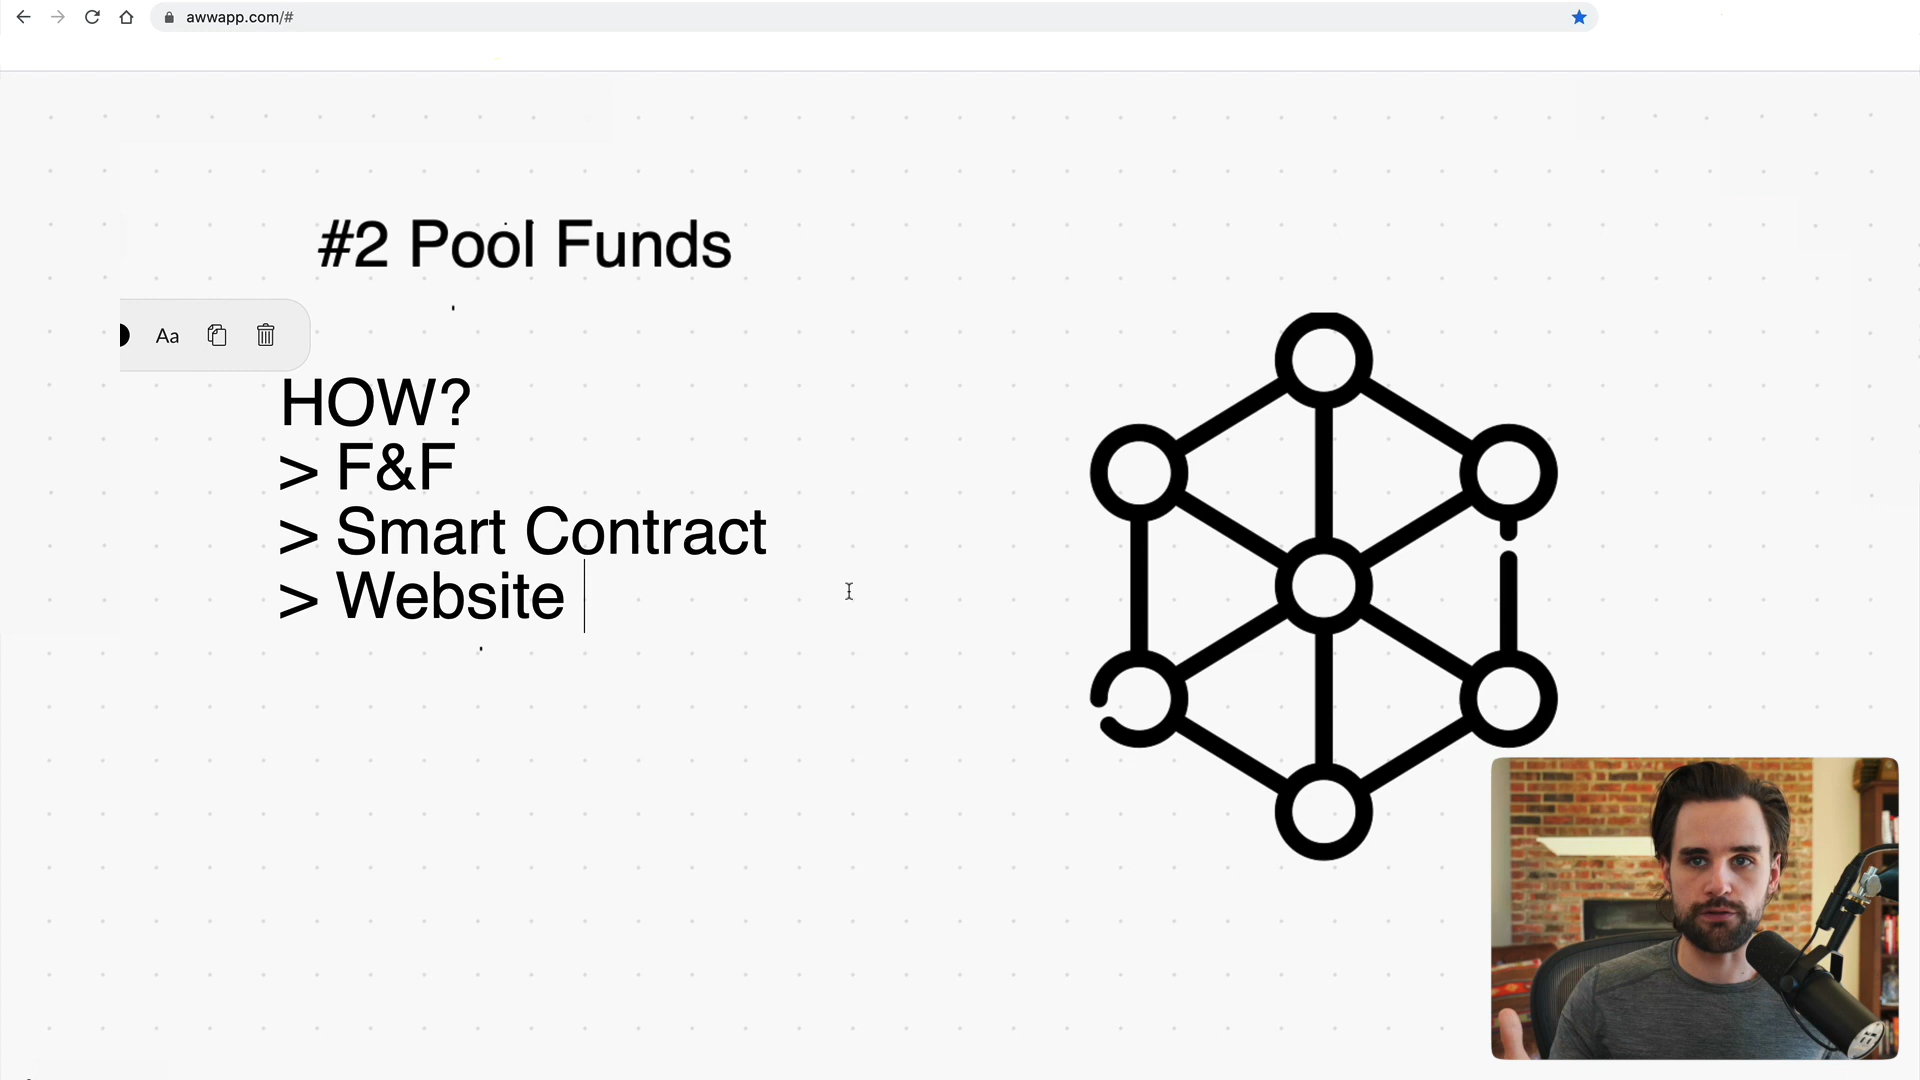 awwapp.com/#
#2 Pool Funds
Aa
HOW?
> F&F
> Smart Contract
> Website